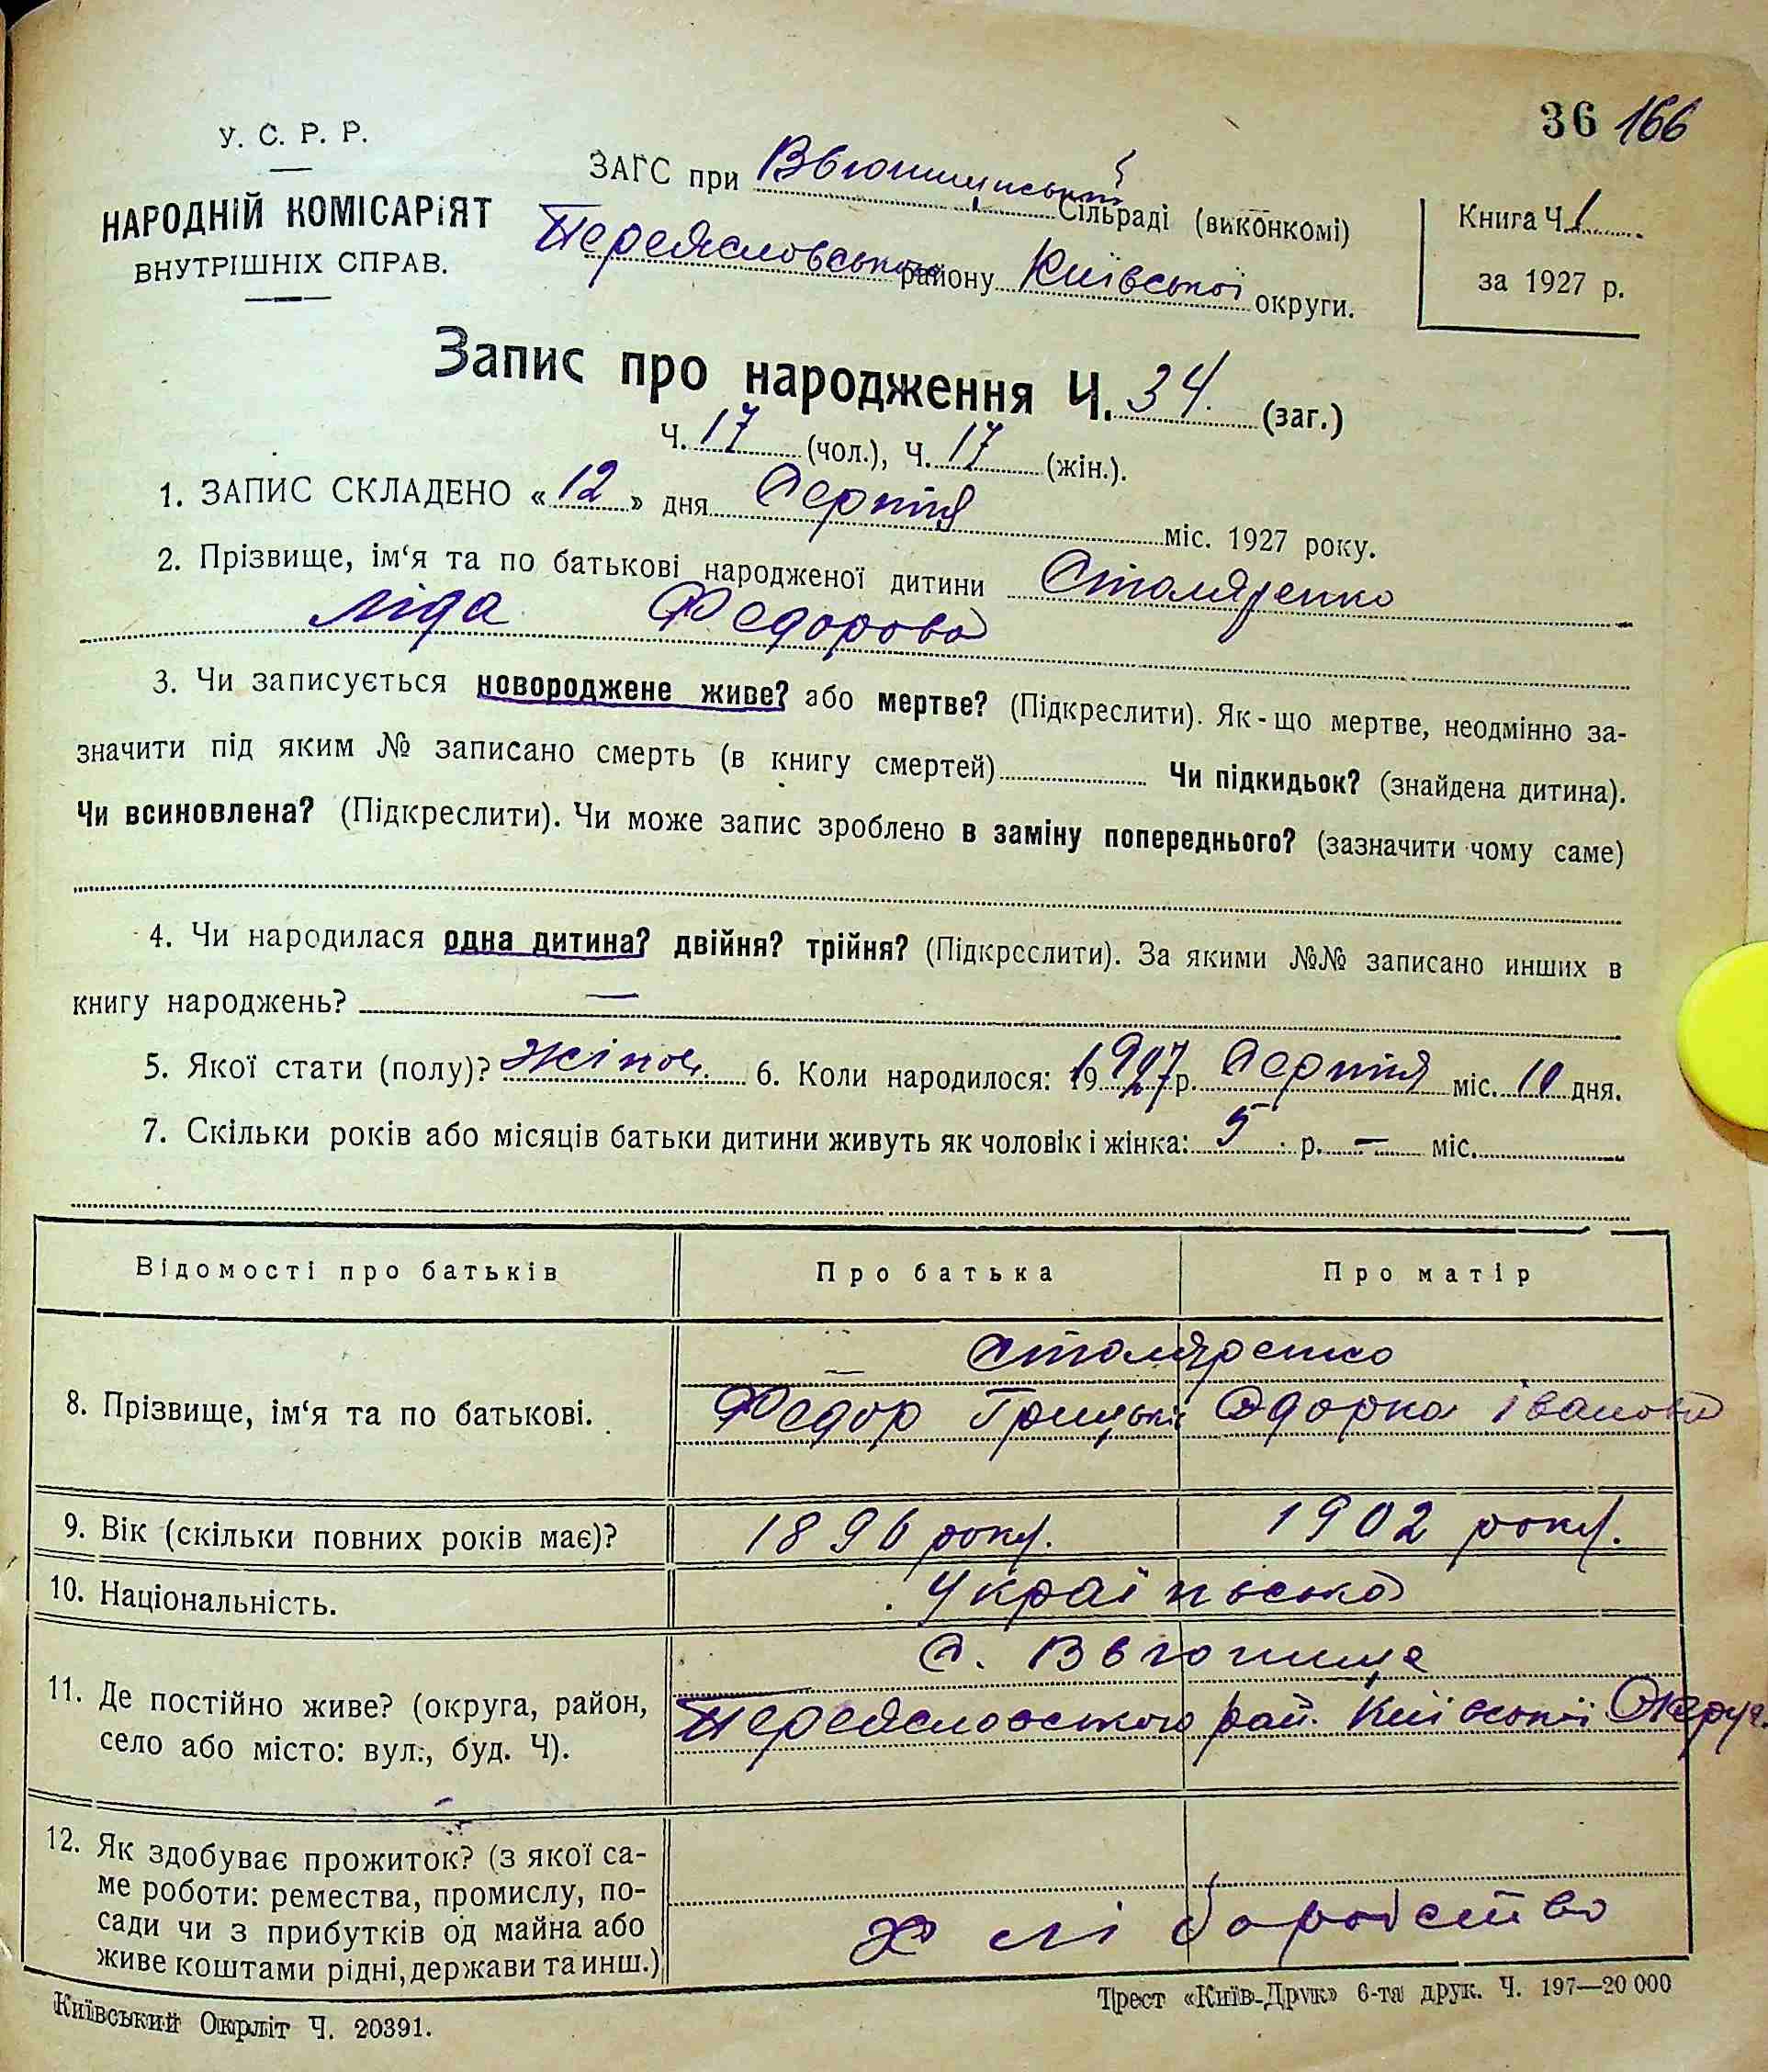 36 166
У. С. Р. Р.
НАРОДНІЙ КОМІСАРІЯТ
ВНУТРІШНІХ СПРАВ.
ЗАГС при Ввюнищунській Сільраді (виконкомі)
Переяславського району Київської округи.
Книга Ч. 1
за 1927 р.
Запис про народження Ч. 34. (заг.)
Ч. 17 (чол.), Ч. 17 (жін.).
1. ЗАПИС СКЛАДЕНО «12» дня Серпня міс. 1927 року.
2. Прізвище, ім‘я та по батькові народженої дитини Столяренко
Ліда Федорова
3. Чи записується новороджене живе? або мертве? (Підкреслити). Як-що мертве, неодмінно за-
значити під яким № записано смерть (в книгу смертей) Чи підкидьок? (знайдена дитина).
Чи всиновлена? (Підкреслити). Чи може запис зроблено в заміну попереднього? (зазначити чому саме)
4. Чи народилася одна дитина? двійня? трійня? (Підкреслити). За якими №№ записано инших в
книгу народжень? —
5. Якої стати (полу)? Жіноч. 6. Коли народилося: 1927 р. Серпня міс. 10 дня.
7. Скільки років або місяців батьки дитини живуть як чоловік і жінка: 5 р. — міс.
Відомості про батьків Про батька Про матір
8. Прізвище, ім‘я та по батькові.
Столяренко
Федор Грицьків Одорка Іванова
9. Вік (скільки повних років має)? 1896 року. 1902 року.
10. Національність. Українська
11. Де постійно живе? (округа, район,
село або місто: вул., буд. Ч).
С. Ввюнище
Переясловського рай. Київської Округ.
12. Як здобуває прожиток? (з якої са-
ме роботи: ремества, промислу, по-
сади чи з прибутків од майна або
живе коштами рідні, держави та инш.)
хліборобство
Київський Окрліт Ч. 20391.
Трест «Київ-Друк» 6-та друк. Ч. 197—20 000